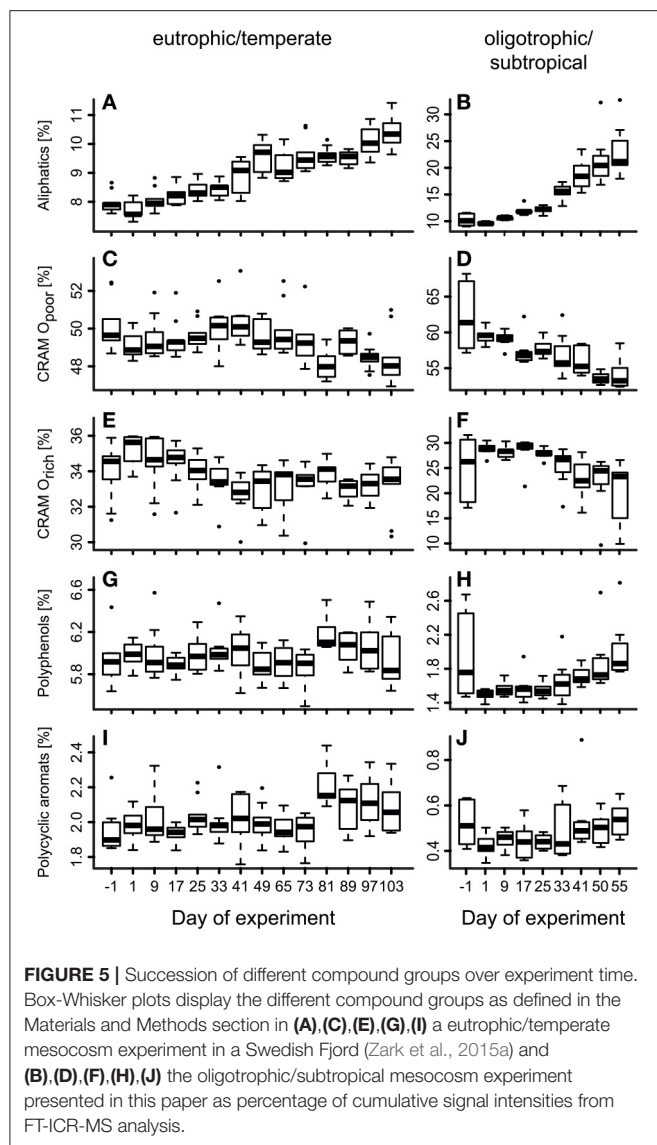 eutrophic/temperate
oligotrophic/
subtropical
A
Aliphatics [%]
8 9 10 11
B
10 15 20 25 30
C
CRAM Opoor [%]
48 50 52
D
55 60 65
E
CRAM Orich [%]
30 32 34 36
F
10 15 20 25 30
G
Polyphenols [%]
5.8 6.2 6.6
H
1.4 1.8 2.2 2.6
I
Polycyclic aromats [%]
1.8 2.0 2.2 2.4
J
0.4 0.6 0.8
-1 1 9 17 25 33 41 49 65 73 81 89 97 103
-1 1 9 17 25 33 41 50 55
Day of experiment
Day of experiment
FIGURE 5 | Succession of different compound groups over experiment time.
Box-Whisker plots display the different compound groups as defined in the
Materials and Methods section in (A),(C),(E),(G),(I) a eutrophic/temperate
mesocosm experiment in a Swedish Fjord (Zark et al., 2015a) and
(B),(D),(F),(H),(J) the oligotrophic/subtropical mesocosm experiment
presented in this paper as percentage of cumulative signal intensities from
FT-ICR-MS analysis.